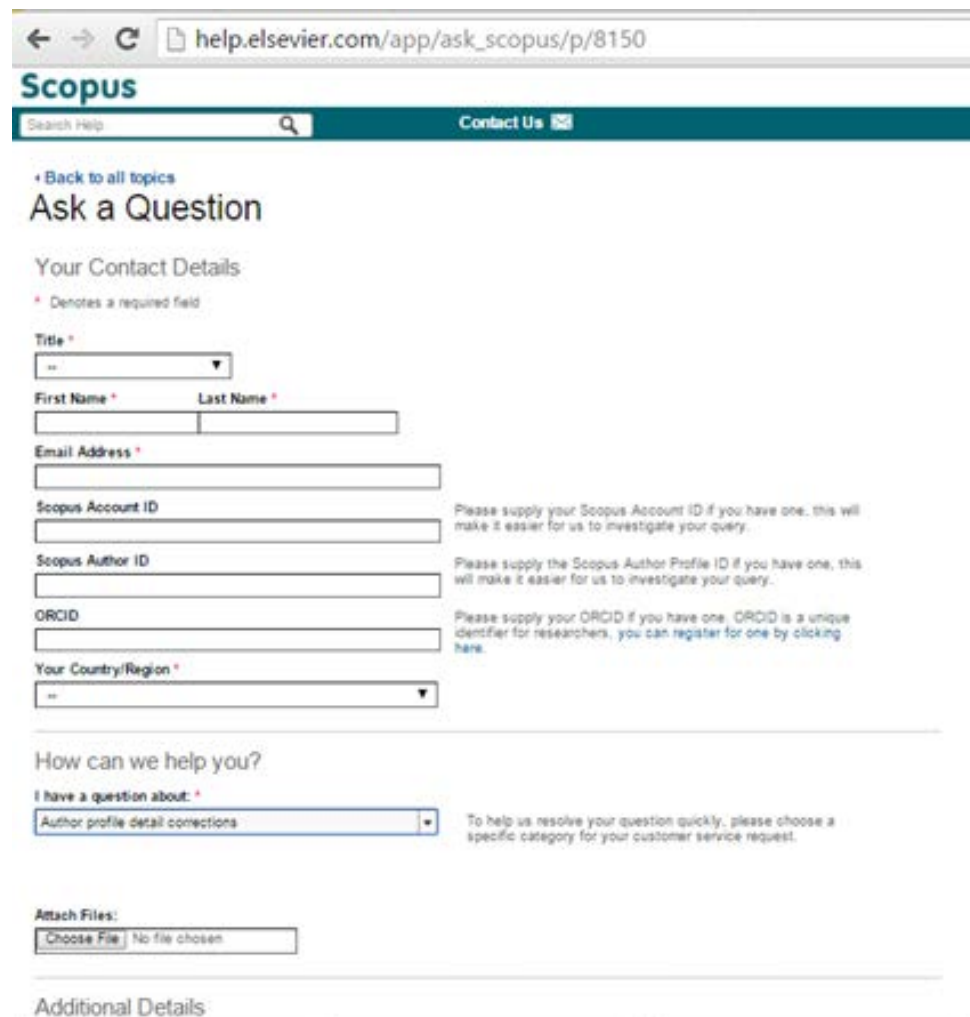 help.elsevier.com/app/ask_scopus/p/8150
Scopus
Search Help
Contact Us
Back to all topics
Ask a Question
Your Contact Details
* Denotes a required field
Title *
--
First Name * Last Name *
Email Address *
Scopus Account ID
Please supply your Scopus Account ID if you have one, this will
make it easier for us to investigate your query.
Scopus Author ID
Please supply the Scopus Author Profile ID if you have one, this
will make it easier for us to investigate your query.
ORCID
Please supply your ORCID if you have one. ORCID is a unique
identifier for researchers, you can register for one by clicking
here.
Your Country/Region *
--
How can we help you?
I have a question about: *
Author profile detail corrections
To help us resolve your question quickly, please choose a
specific category for your customer service request.
Attach Files:
Choose File No file chosen
Additional Details